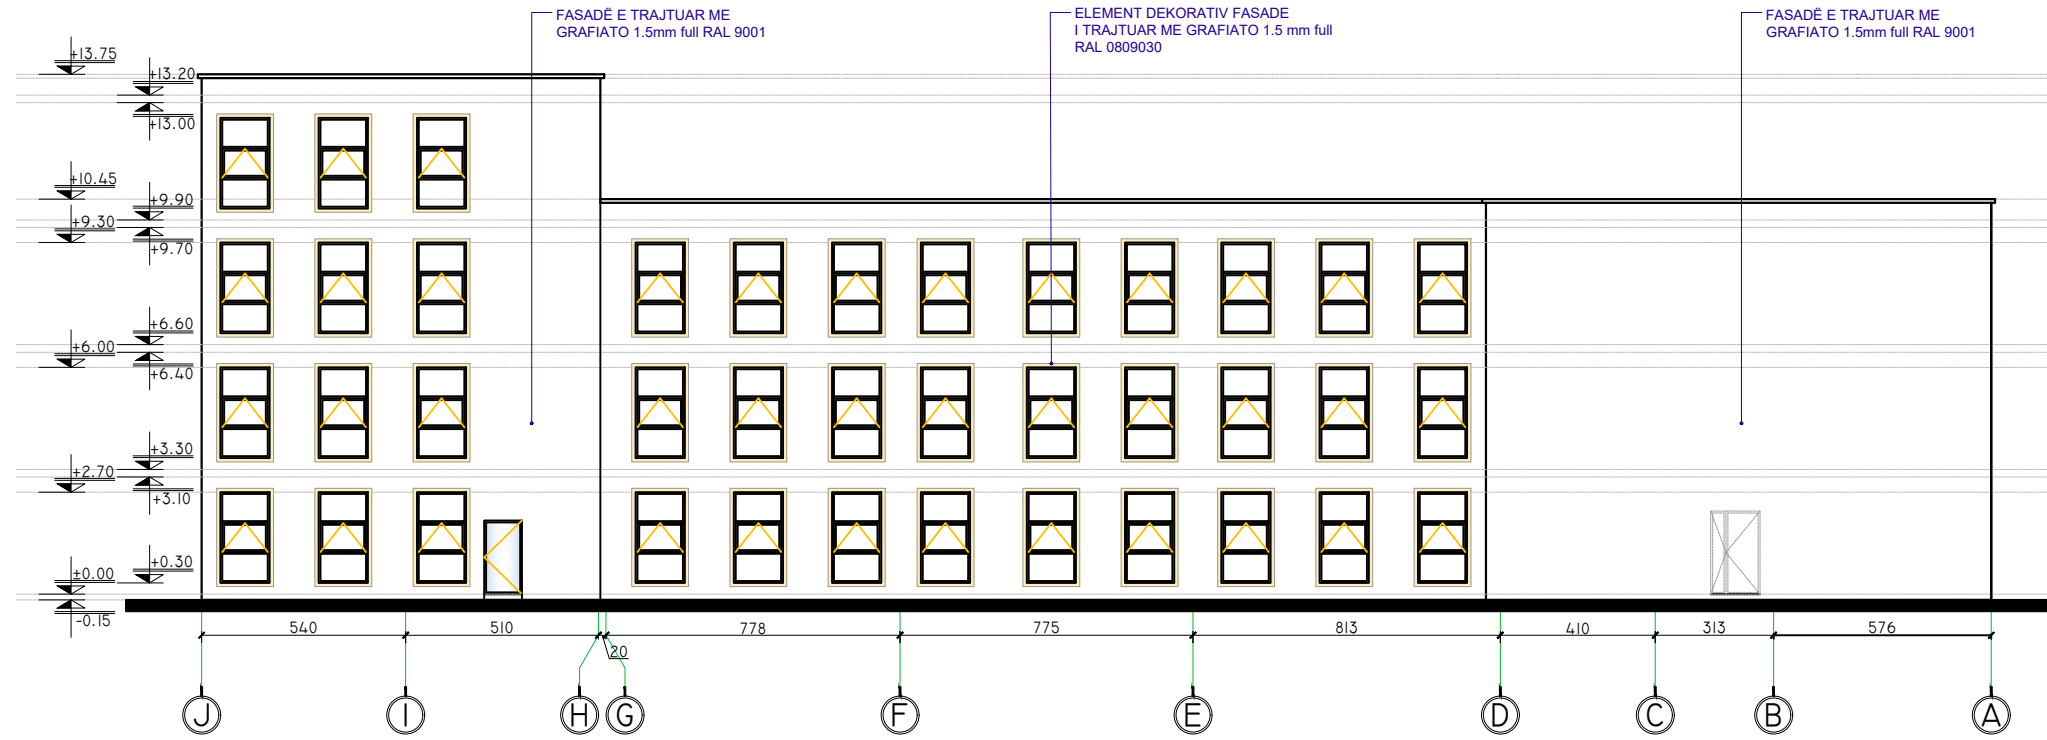 FASADË E TRAJTUAR ME
GRAFIATO 1.5mm full RAL 9001
ELEMENT DEKORATIV FASADE
I TRAJTUAR ME GRAFIATO 1.5 mm full
RAL 0809030
FASADË E TRAJTUAR ME
GRAFIATO 1.5mm full RAL 9001
+13.75
+13.20
+13.00
+10.45
+9.90
+9.30
+9.70
+6.60
+6.00
+6.40
+3.30
+2.70
+3.10
+0.30
±0.00
-0.15
540
510
20
778
775
813
410
313
576
J
I
H
G
F
E
D
C
B
A